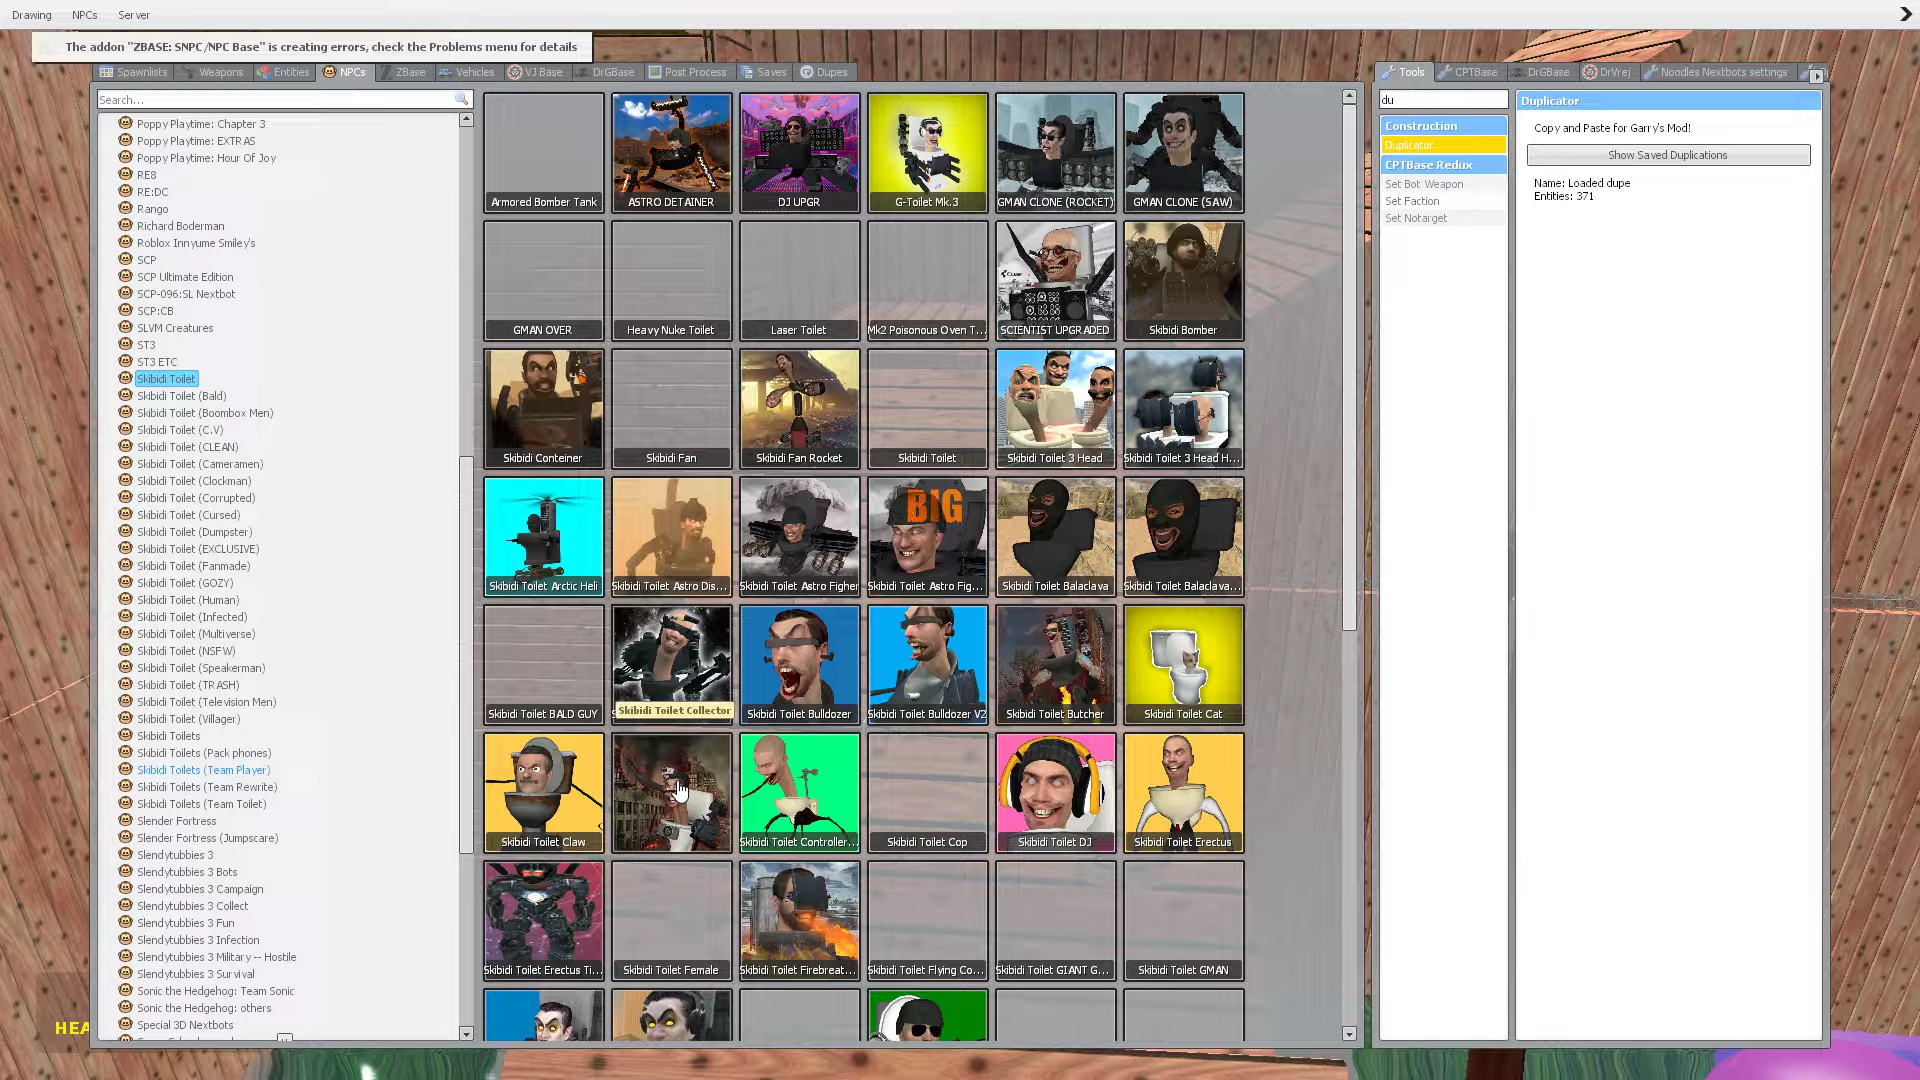 Drawing NPCs Server
The addon "ZBASE: SNPC/NPC Base" is creating errors, check the Problems menu for details
Spawnlists Weapons Entities NPCs ZBase Vehicles VJ Base DrGBase Post Process Saves Dupes
Search...
Poppy Playtime: Chapter 3
Poppy Playtime: EXTRAS
Poppy Playtime: Hour Of Joy
RE8
RE:DC
Rango
Richard Boderman
Roblox Innyume Smiley's
SCP
SCP Ultimate Edition
SCP-096:SL Nextbot
SCP:CB
SLVM Creatures
ST3
ST3 ETC
Skibidi Toilet
Skibidi Toilet (Bald)
Skibidi Toilet (Boombox Men)
Skibidi Toilet (C.V)
Skibidi Toilet (CLEAN)
Skibidi Toilet (Cameramen)
Skibidi Toilet (Clockman)
Skibidi Toilet (Corrupted)
Skibidi Toilet (Cursed)
Skibidi Toilet (Dumpster)
Skibidi Toilet (EXCLUSIVE)
Skibidi Toilet (Fanmade)
Skibidi Toilet (GOZY)
Skibidi Toilet (Human)
Skibidi Toilet (Infected)
Skibidi Toilet (Multiverse)
Skibidi Toilet (NSFW)
Skibidi Toilet (Speakerman)
Skibidi Toilet (TRASH)
Skibidi Toilet (Television Men)
Skibidi Toilet (Villager)
Skibidi Toilets
Skibidi Toilets (Pack phones)
Skibidi Toilets (Team Player)
Skibidi Toilets (Team Rewrite)
Skibidi Toilets (Team Toilet)
Slender Fortress
Slender Fortress (Jumpscare)
Slendytubbies 3
Slendytubbies 3 Bots
Slendytubbies 3 Campaign
Slendytubbies 3 Collect
Slendytubbies 3 Fun
Slendytubbies 3 Infection
Slendytubbies 3 Military -- Hostile
Slendytubbies 3 Survival
Sonic the Hedgehog: Team Sonic
Sonic the Hedgehog: others
Special 3D Nextbots
HEA
Armored Bomber Tank ASTRO DETAINER DJ UPGR G-Toilet Mk.3 GMAN CLONE (ROCKET) GMAN CLONE (SAW)
GMAN OVER Heavy Nuke Toilet Laser Toilet Mk2 Poisonous Oven T... SCIENTIST UPGRADED Skibidi Bomber
Skibidi Conteiner Skibidi Fan Skibidi Fan Rocket Skibidi Toilet Skibidi Toilet 3 Head Skibidi Toilet 3 Head H...
BIG
Skibidi Toilet Arctic Heli Skibidi Toilet Astro Dis... Skibidi Toilet Astro Figher Skibidi Toilet Astro Fig... Skibidi Toilet Balaclava Skibidi Toilet Balaclava...
Skibidi Toilet BALD GUY Skibidi Toilet Collector Skibidi Toilet Bulldozer Skibidi Toilet Bulldozer V2 Skibidi Toilet Butcher Skibidi Toilet Cat
Skibidi Toilet Claw Skibidi Toilet Controller... Skibidi Toilet Cop Skibidi Toilet DJ Skibidi Toilet Erectus
Skibidi Toilet Erectus Ti... Skibidi Toilet Female Skibidi Toilet Firebreat... Skibidi Toilet Flying Co... Skibidi Toilet GIANT G... Skibidi Toilet GMAN
Tools CPTBase DrGBase DrVrej Noodles Nextbots settings
du
Construction
Duplicator
CPTBase Redux
Set Bot Weapon
Set Faction
Set Notarget
Duplicator
Copy and Paste for Garry's Mod!
Show Saved Duplications
Name: Loaded dupe
Entities: 371